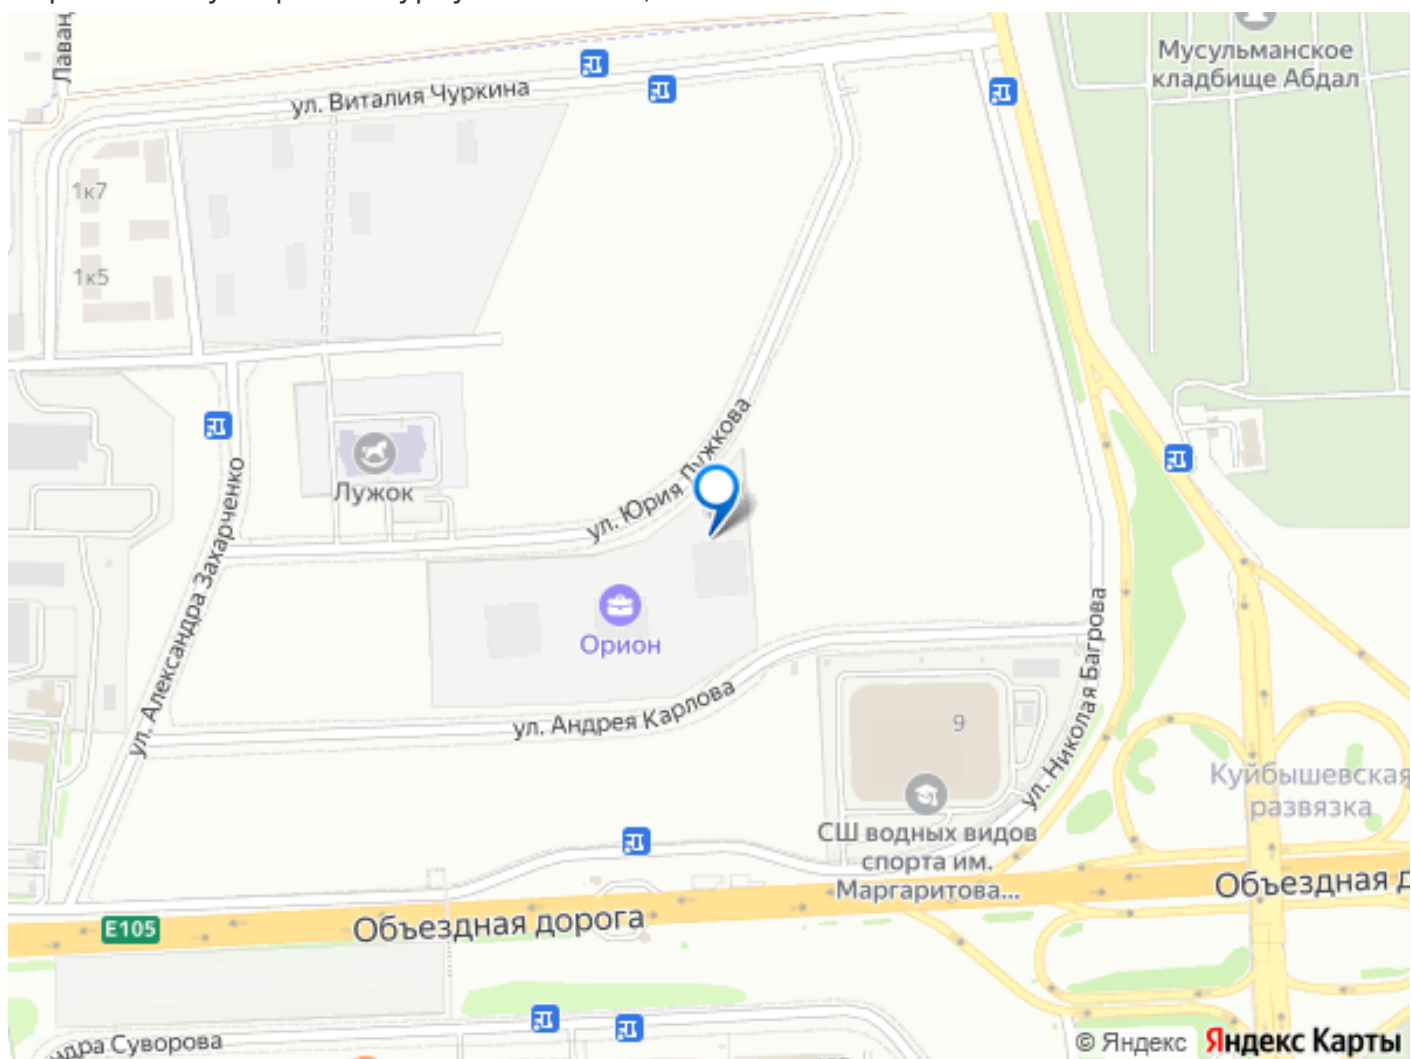 Лаван
Мусульманское
кладбище Абдал
ул. Виталия Чуркина
1к7
1к5
Лужок
ул. Юрия Лужкова
ул. Александра Захарченко
Орион
ул. Андрея Карлова
ул. Николая Багрова
9
Куйбышевская
развязка
СШ водных видов
спорта им.
Маргаритова...
Объездная д
E105
Объездная дорога
ндра Суворова
© Яндекс
Яндекс Карты